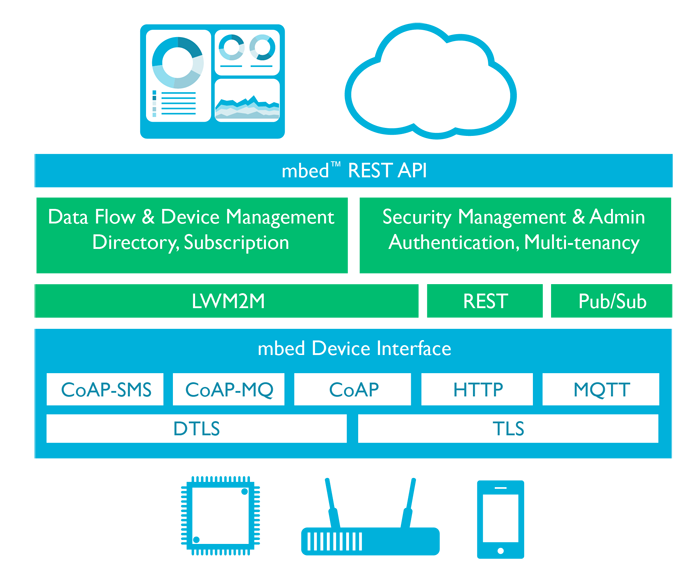 mbed™ REST API
Data Flow & Device Management
Directory, Subscription
Security Management & Admin
Authentication, Multi-tenancy
LWM2M
REST
Pub/Sub
mbed Device Interface
CoAP-SMS
CoAP-MQ
CoAP
HTTP
MQTT
DTLS
TLS